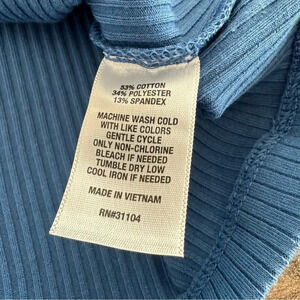 53% COTTON
34% POLYESTER
13% SPANDEX
MACHINE WASH COLD
WITH LIKE COLORS
GENTLE CYCLE
ONLY NON-CHLORINE
BLEACH IF NEEDED
TUMBLE DRY LOW
COOL IRON IF NEEDED
MADE IN VIETNAM
RN#31104